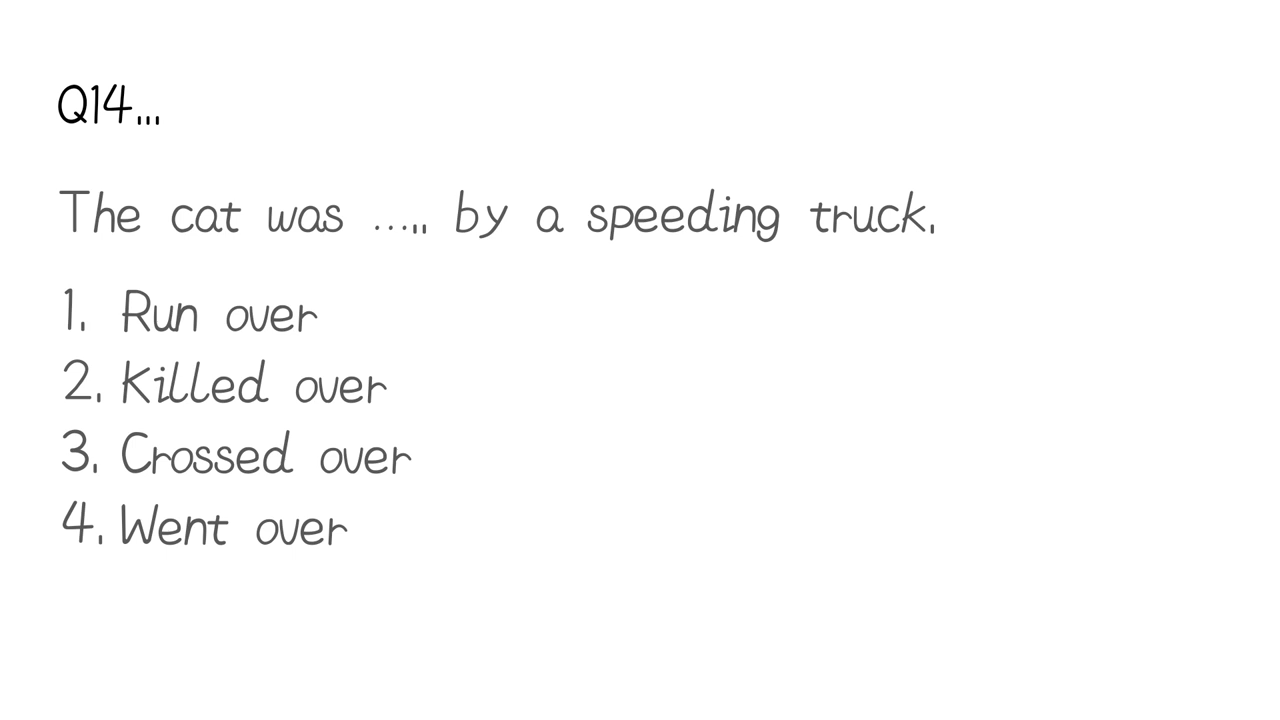 Q14...
The cat was ..... by a speeding truck.
1. Run over
2. Killed over
3. Crossed over
4. Went over